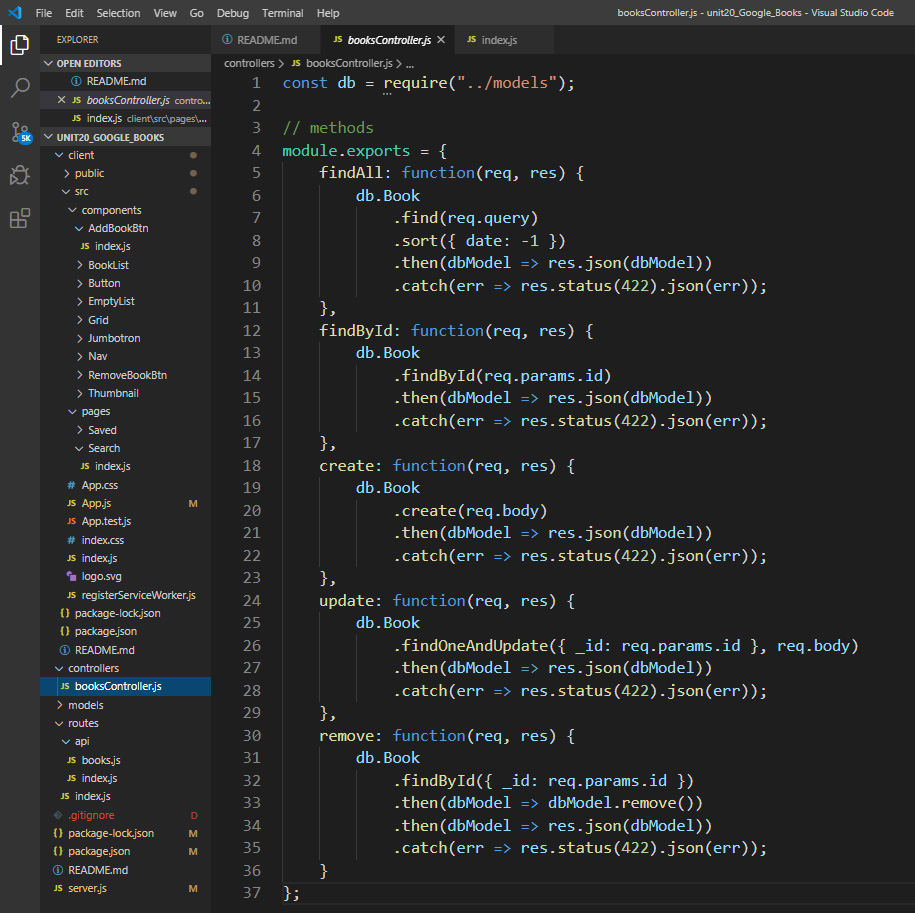 File Edit Selection View Go Debug Terminal Help booksController.js - unit20_Google_Books - Visual Studio Code
EXPLORER
OPEN EDITORS
README.md
booksController.js contro...
index.js client\src\pages\...
UNIT20_GOOGLE_BOOKS
client
public
src
components
AddBookBtn
JS index.js
BookList
Button
EmptyList
Grid
Jumbotron
Nav
RemoveBookBtn
Thumbnail
pages
Saved
Search
JS index.js
# App.css
JS App.js M
JS App.test.js
# index.css
JS index.js
logo.svg
JS registerServiceWorker.js
{} package-lock.json
{} package.json
README.md
controllers
JS booksController.js
models
routes
api
JS books.js
JS index.js
JS index.js
.gitignore D
{} package-lock.json M
{} package.json M
README.md
JS server.js M
5K
README.md JS booksController.js JS index.js
controllers > JS booksController.js > ...
1 const db = require("../models");
2
3 // methods
4 module.exports = {
5 findAll: function(req, res) {
6 db.Book
7 .find(req.query)
8 .sort({ date: -1 })
9 .then(dbModel => res.json(dbModel))
10 .catch(err => res.status(422).json(err));
11 },
12 findById: function(req, res) {
13 db.Book
14 .findById(req.params.id)
15 .then(dbModel => res.json(dbModel))
16 .catch(err => res.status(422).json(err));
17 },
18 create: function(req, res) {
19 db.Book
20 .create(req.body)
21 .then(dbModel => res.json(dbModel))
22 .catch(err => res.status(422).json(err));
23 },
24 update: function(req, res) {
25 db.Book
26 .findOneAndUpdate({ _id: req.params.id }, req.body)
27 .then(dbModel => res.json(dbModel))
28 .catch(err => res.status(422).json(err));
29 },
30 remove: function(req, res) {
31 db.Book
32 .findById({ _id: req.params.id })
33 .then(dbModel => dbModel.remove())
34 .then(dbModel => res.json(dbModel))
35 .catch(err => res.status(422).json(err));
36 }
37 };